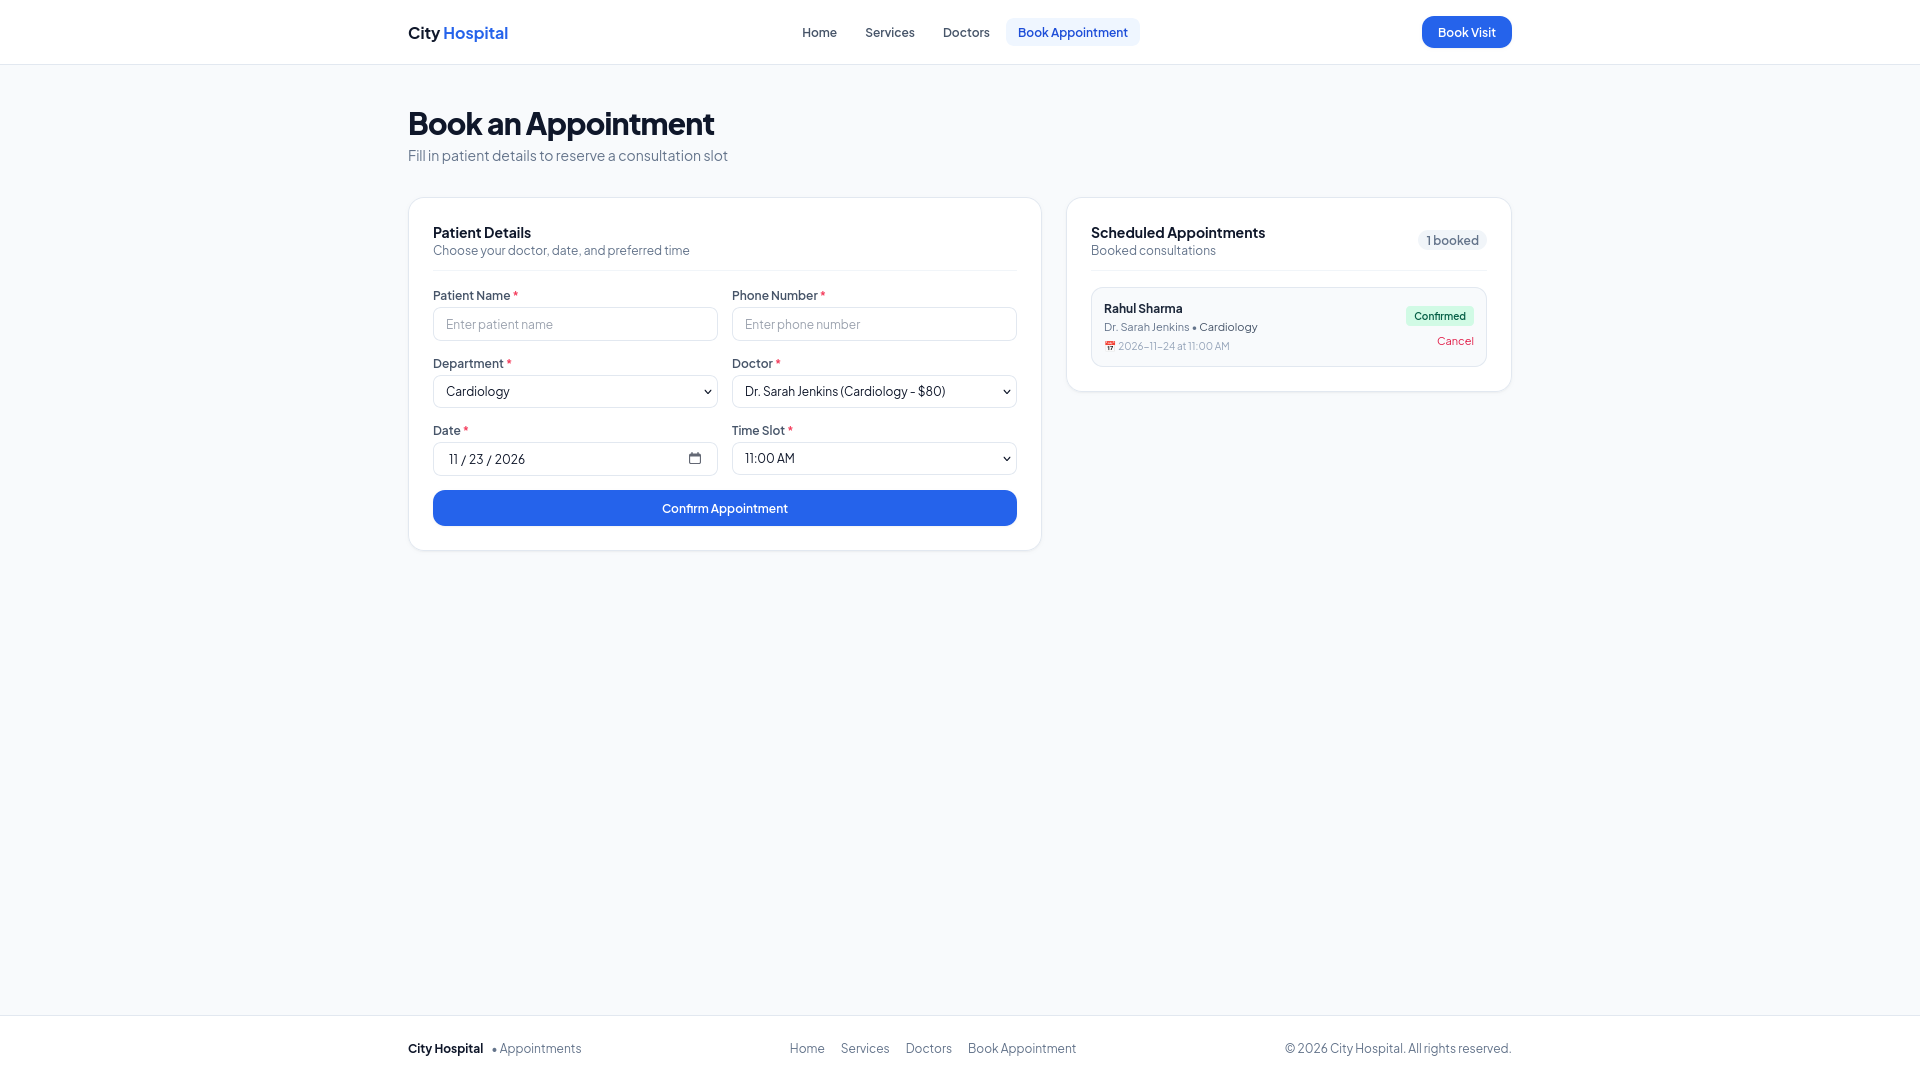 City Hospital
Home
Services
Doctors
Book Appointment
Book Visit
Book an Appointment
Fill in patient details to reserve a consultation slot
Patient Details
Choose your doctor, date, and preferred time
Patient Name *
Enter patient name
Phone Number *
Enter phone number
Department *
Cardiology
Doctor *
Dr. Sarah Jenkins (Cardiology - $80)
Date *
11 / 23 / 2026
Time Slot *
11:00 AM
Confirm Appointment
Scheduled Appointments
Booked consultations
1 booked
Rahul Sharma
Dr. Sarah Jenkins • Cardiology
📅 2026-11-24 at 11:00 AM
Confirmed
Cancel
City Hospital • Appointments
Home
Services
Doctors
Book Appointment
© 2026 City Hospital. All rights reserved.